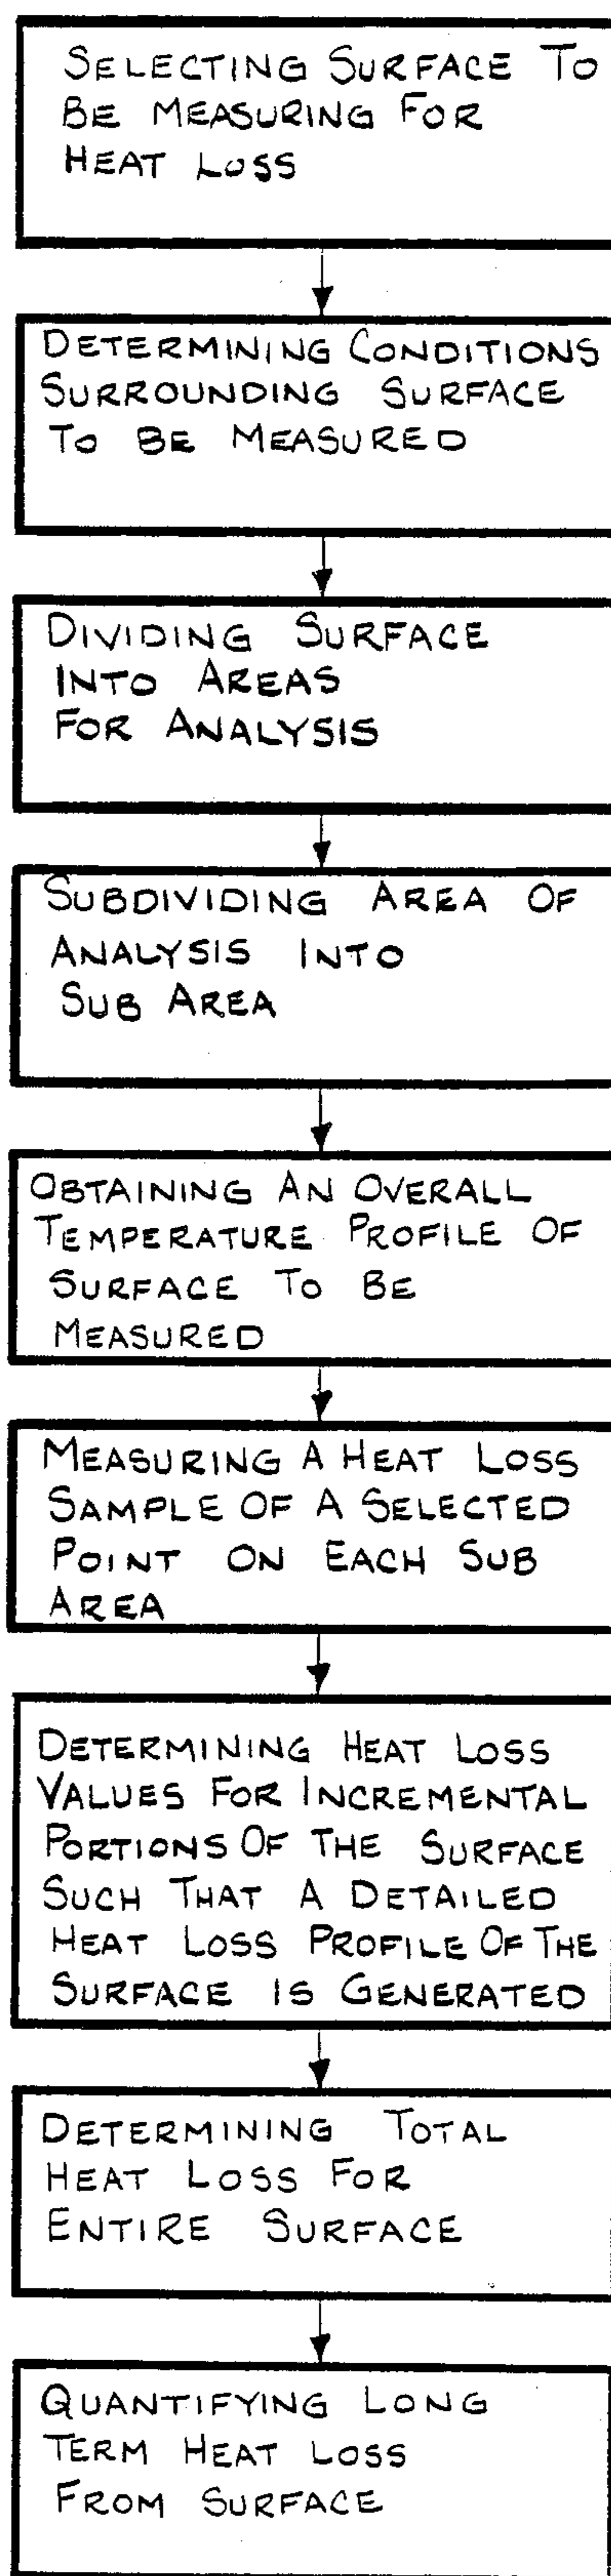 SELECTING SURFACE TO
BE MEASURING FOR
HEAT LOSS
DETERMINING CONDITIONS
SURROUNDING SURFACE
TO BE MEASURED
DIVIDING SURFACE
INTO AREAS
FOR ANALYSIS
SUBDIVIDING AREA OF
ANALYSIS INTO
SUB AREA
OBTAINING AN OVERALL
TEMPERATURE PROFILE OF
SURFACE TO BE
MEASURED
MEASURING A HEAT LOSS
SAMPLE OF A SELECTED
POINT ON EACH SUB
AREA
DETERMINING HEAT LOSS
VALUES FOR INCREMENTAL
PORTIONS OF THE SURFACE
SUCH THAT A DETAILED
HEAT LOSS PROFILE OF THE
SURFACE IS GENERATED
DETERMINING TOTAL
HEAT LOSS FOR
ENTIRE SURFACE
QUANTIFYING LONG
TERM HEAT LOSS
FROM SURFACE